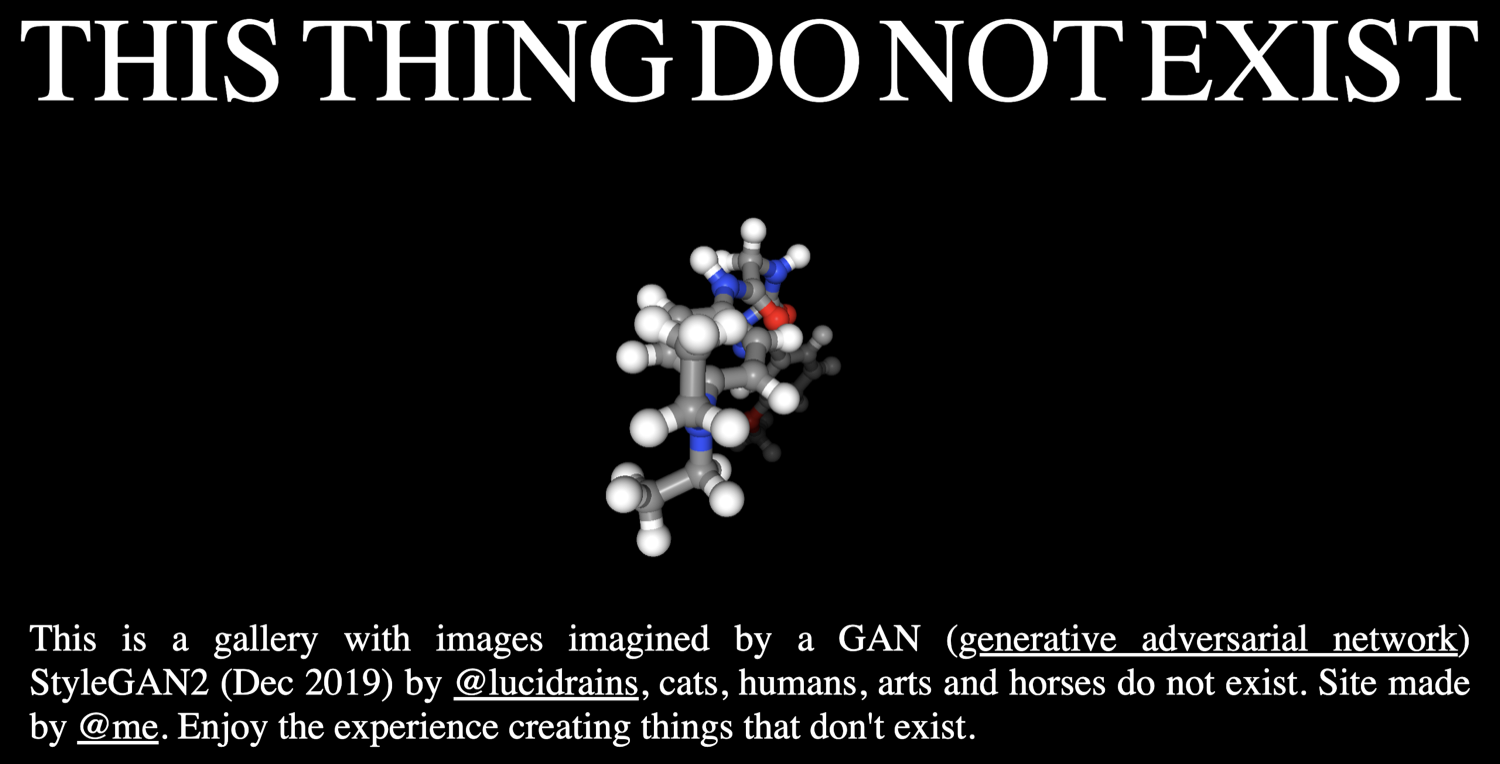 THIS THING DO NOT EXIST
This is a gallery with images imagined by a GAN (generative adversarial network)
StyleGAN2 (Dec 2019) by @lucidrains, cats, humans, arts and horses do not exist. Site made
by @me. Enjoy the experience creating things that don't exist.